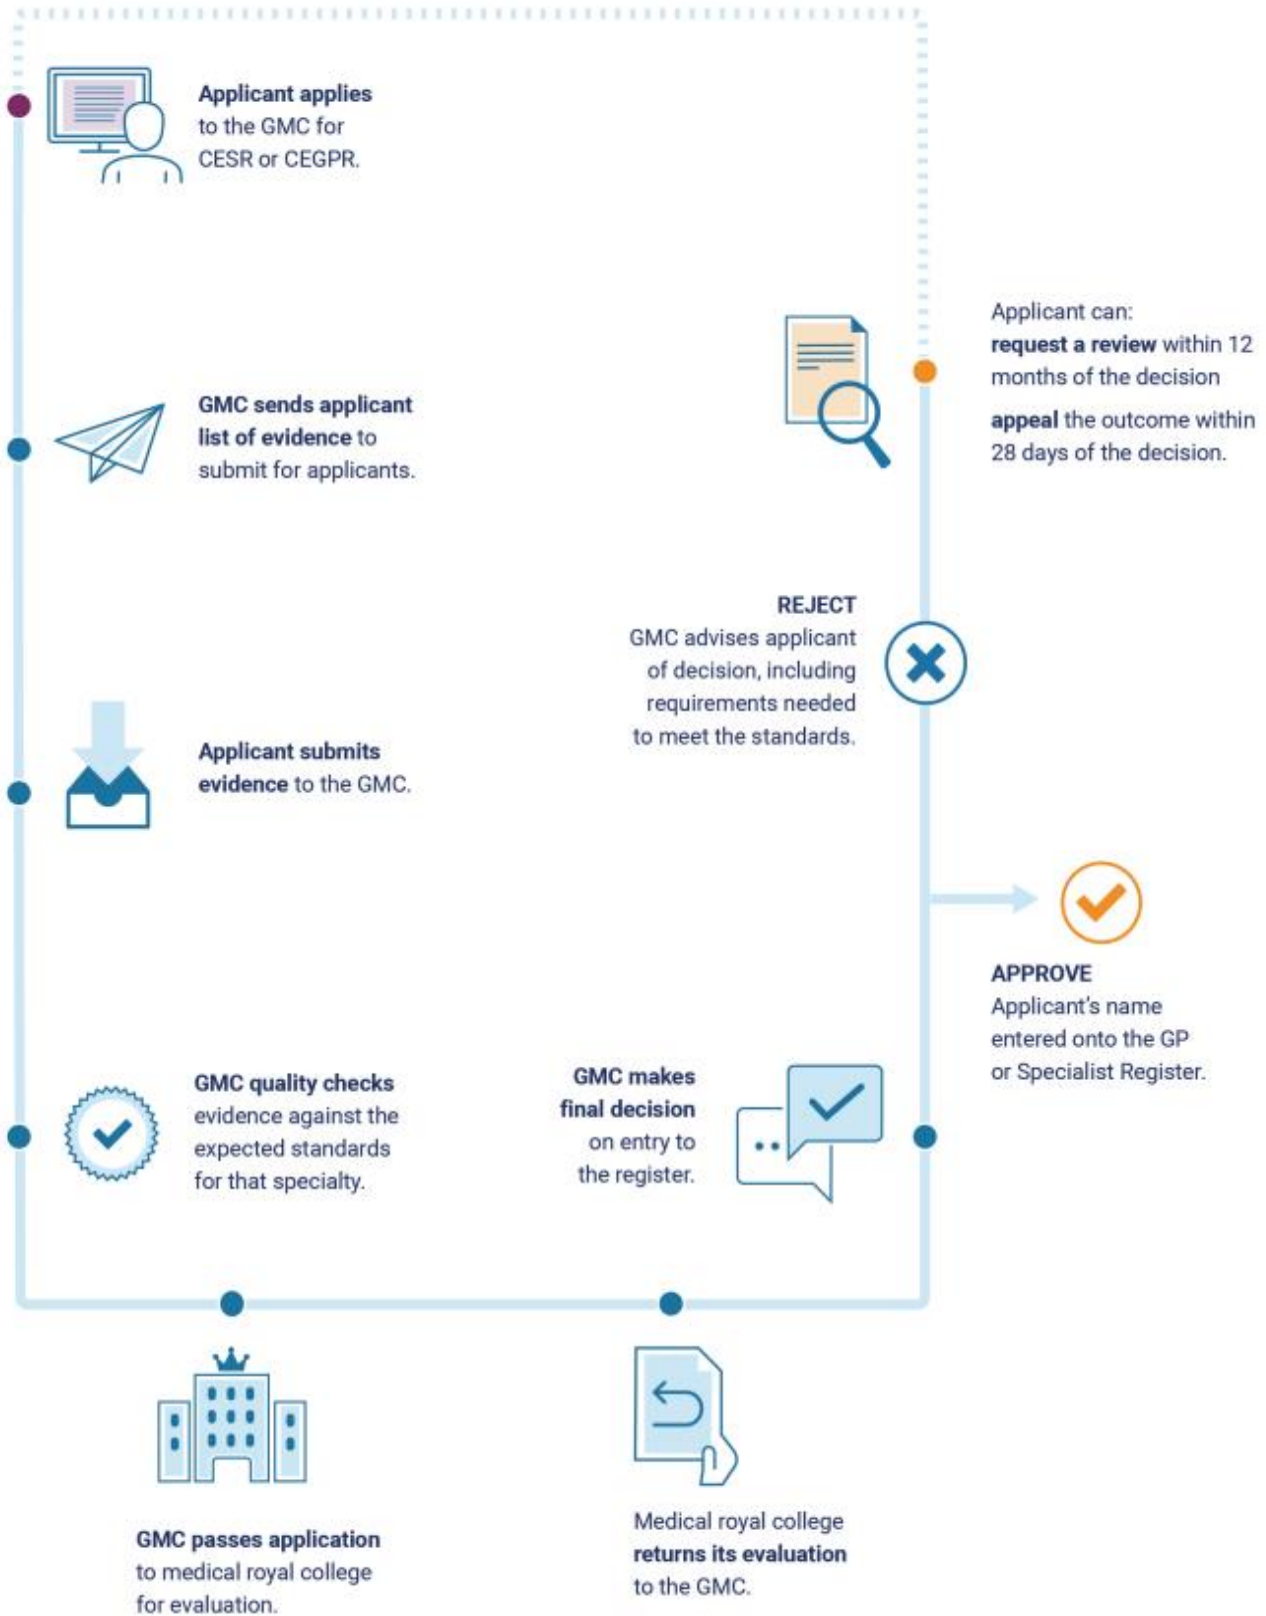 Applicant applies
to the GMC for
CESR or CEGPR.
GMC sends applicant
list of evidence to
submit for applicants.
Applicant submits
evidence to the GMC.
GMC quality checks
evidence against the
expected standards
for that specialty.
GMC passes application
to medical royal college
for evaluation.
Medical royal college
returns its evaluation
to the GMC.
GMC makes
final decision
on entry to
the register.
APPROVE
Applicant's name
entered onto the GP
or Specialist Register.
REJECT
GMC advises applicant
of decision, including
requirements needed
to meet the standards.
Applicant can:
request a review within 12
months of the decision
appeal the outcome within
28 days of the decision.